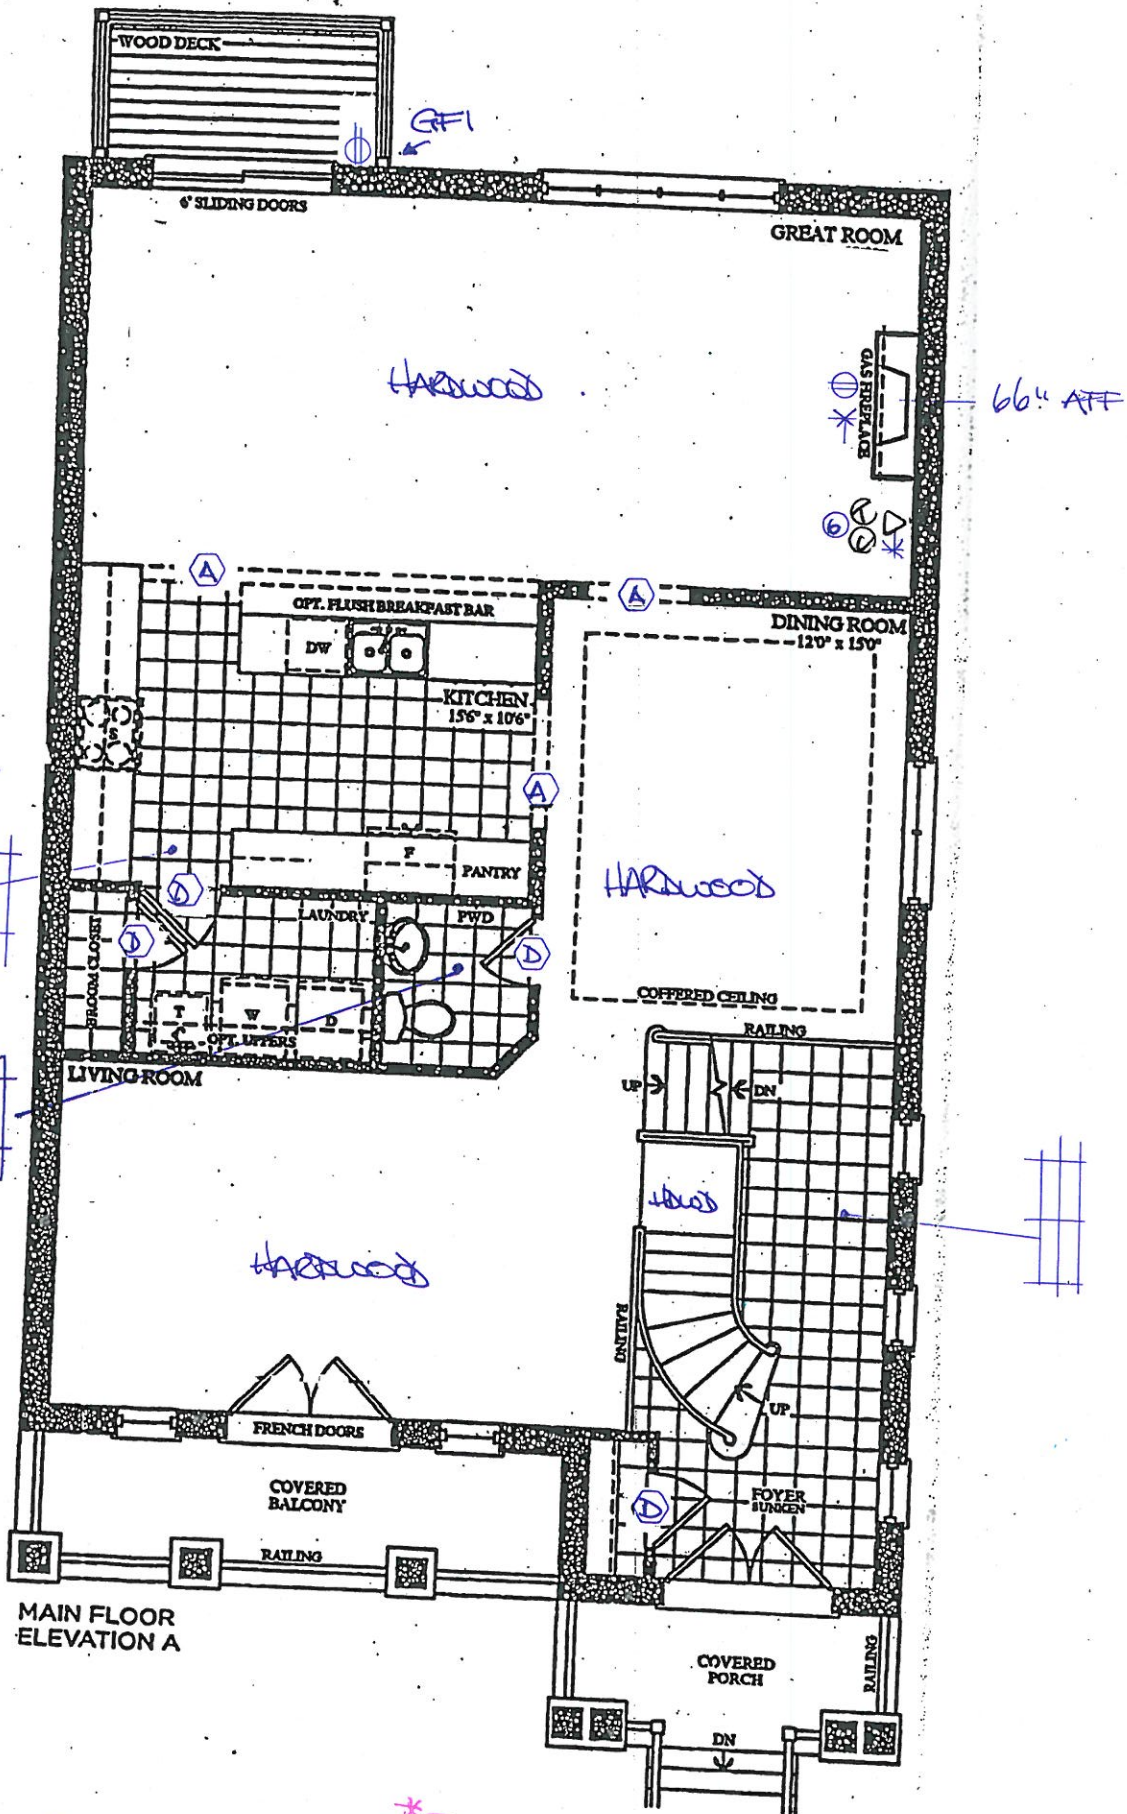 WOOD DECK
GFI
6' SLIDING DOORS
GREAT ROOM
HARDWOOD
GAS FIREPLACE
66" AFF
6
A
A
OPT. FLUSH BREAKFAST BAR
DINING ROOM
12'0" x 15'0"
DW
KITCHEN
15'6" x 10'6"
S
A
F
PANTRY
HARDWOOD
D
LAUNDRY
PWD
BROOM CLOSET
D
D
T
W
D
OPT. UPPERS
COFFERED CEILING
RAILING
LIVING ROOM
UP
DN
HDWD
HARDWOOD
RAILING
UP
FRENCH DOORS
COVERED
BALCONY
D
FOYER
SUNKEN
RAILING
MAIN FLOOR
ELEVATION A
COVERED
PORCH
RAILING
DN